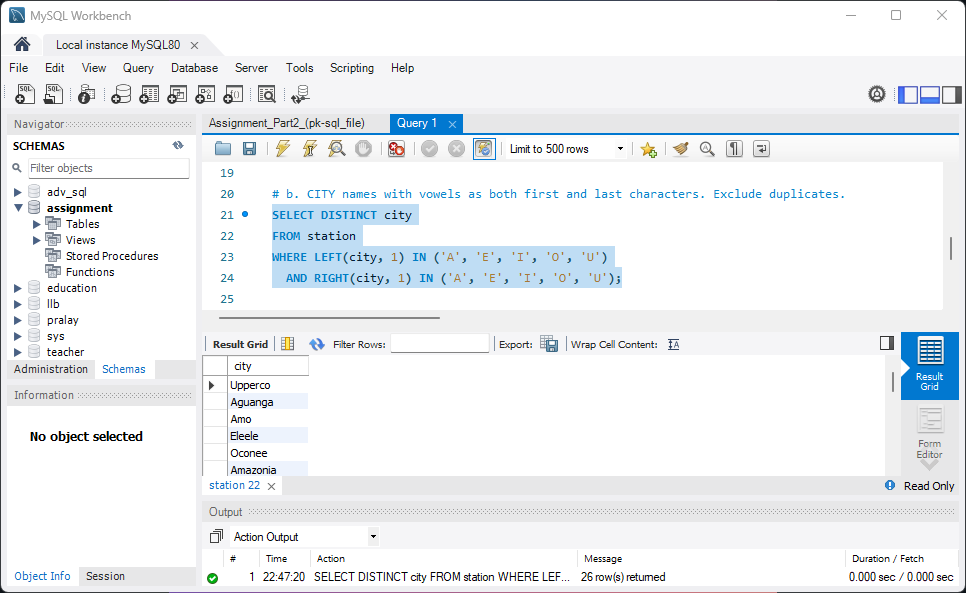 MySQL Workbench
Local instance MySQL80
File Edit View Query Database Server Tools Scripting Help
SQL SQL
Navigator
SCHEMAS
Filter objects
adv_sql
assignment
Tables
Views
Stored Procedures
Functions
education
llb
pralay
sys
teacher
Administration Schemas
Information
No object selected
Object Info Session
Assignment_Part2_(pk-sql_file) Query 1
Limit to 500 rows
19
20 # b. CITY names with vowels as both first and last characters. Exclude duplicates.
21 SELECT DISTINCT city
22 FROM station
23 WHERE LEFT(city, 1) IN ('A', 'E', 'I', 'O', 'U')
24 AND RIGHT(city, 1) IN ('A', 'E', 'I', 'O', 'U');
25
Result Grid Filter Rows: Export: Wrap Cell Content: IA
city
Upperco
Aguanga
Amo
Eleele
Oconee
Amazonia
Result Grid
Form Editor
station 22
Read Only
Output
Action Output
# Time Action Message Duration / Fetch
1 22:47:20 SELECT DISTINCT city FROM station WHERE LEF... 26 row(s) returned 0.000 sec / 0.000 sec